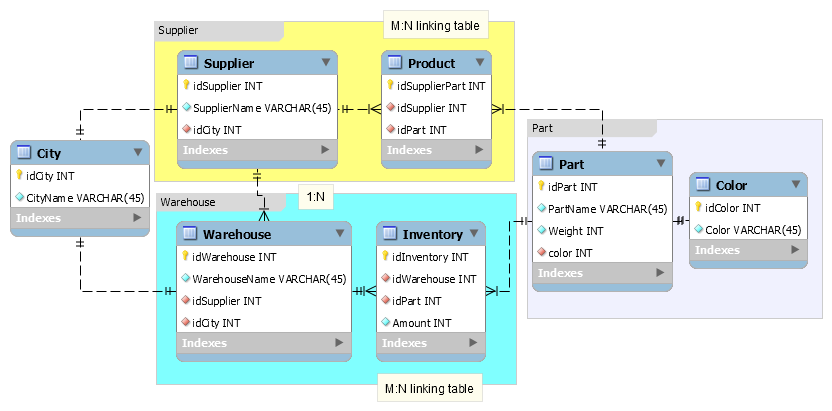 M:N linking table
Supplier
Supplier
idSupplier INT
SupplierName VARCHAR(45)
idCity INT
Indexes
Product
idSupplierPart INT
idSupplier INT
idPart INT
Indexes
City
idCity INT
CityName VARCHAR(45)
Indexes
Part
Part
idPart INT
PartName VARCHAR(45)
Weight INT
color INT
Indexes
Color
idColor INT
Color VARCHAR(45)
Indexes
1:N
Warehouse
Warehouse
idWarehouse INT
WarehouseName VARCHAR(45)
idSupplier INT
idCity INT
Indexes
Inventory
idInventory INT
idWarehouse INT
idPart INT
Amount INT
Indexes
M:N linking table